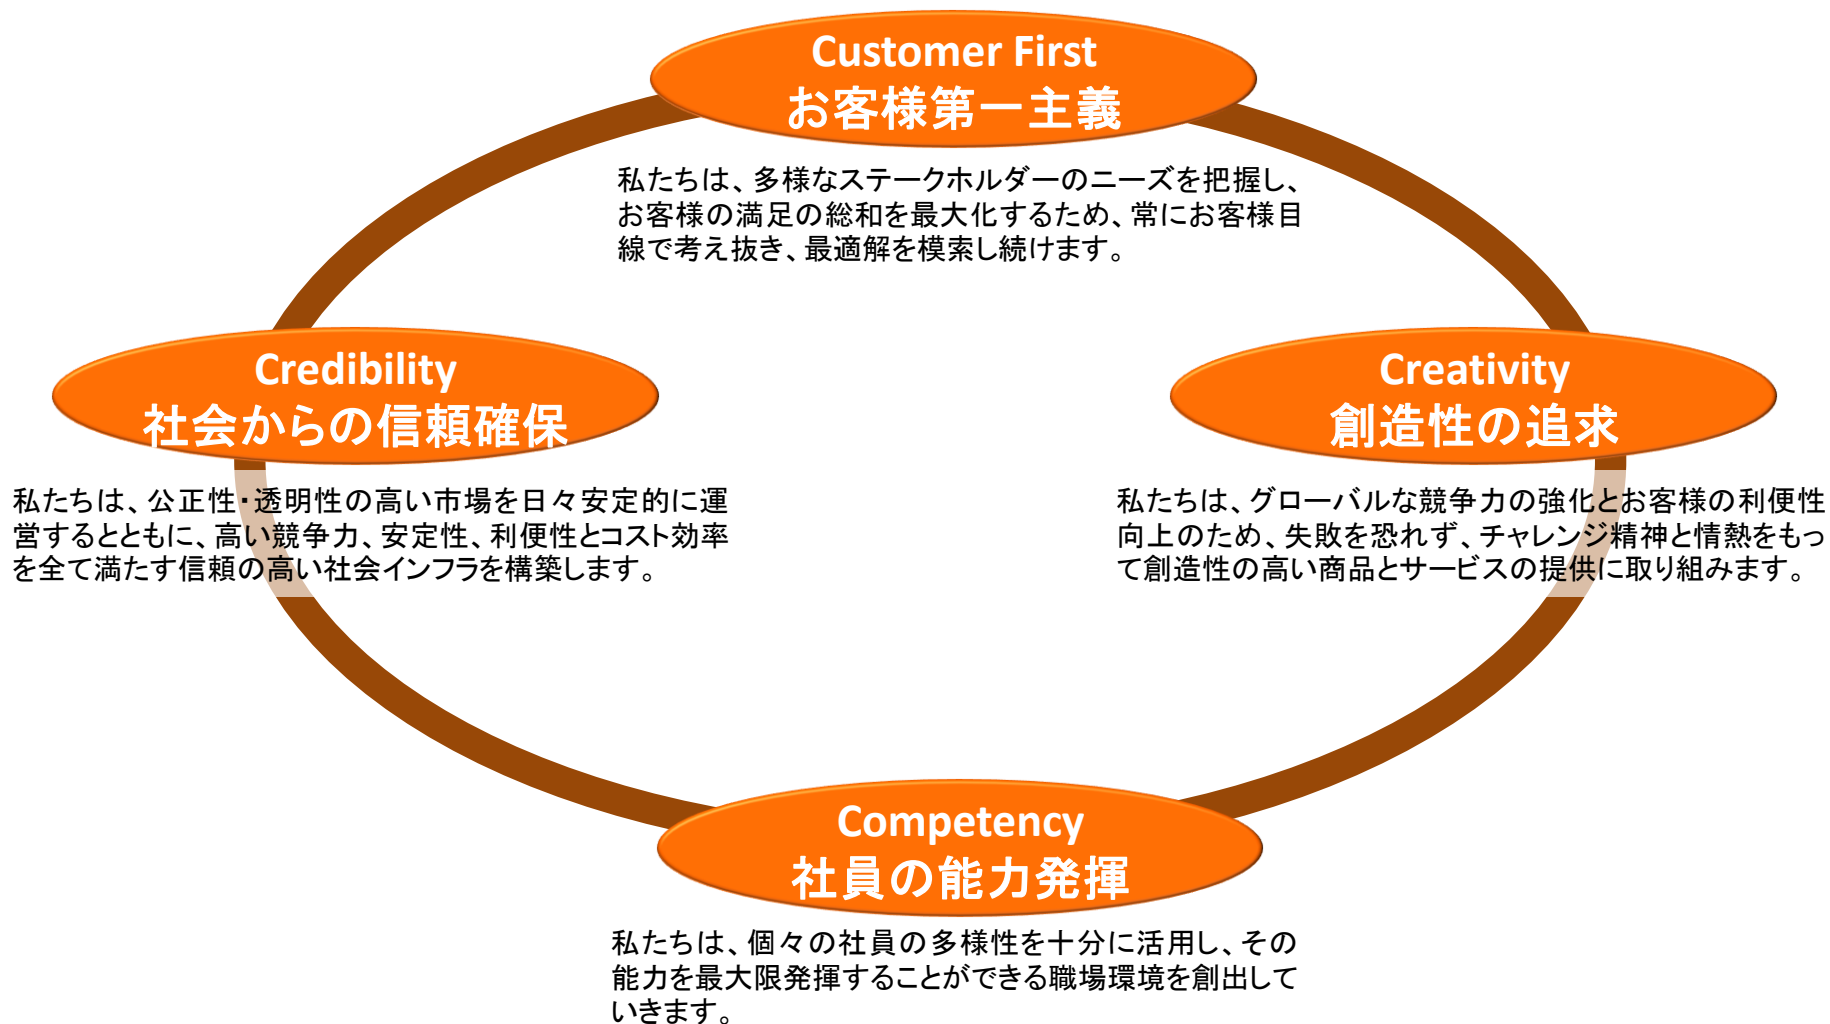 Customer First
お客様第一主義
私たちは、多様なステークホルダーのニーズを把握し、
お客様の満足の総和を最大化するため、常にお客様目
線で考え抜き、最適解を模索し続けます。
Credibility
社会からの信頼確保
私たちは、公正性・透明性の高い市場を日々安定的に運
営するとともに、高い競争力、安定性、利便性とコスト効率
を全て満たす信頼の高い社会インフラを構築します。
Creativity
創造性の追求
私たちは、グローバルな競争力の強化とお客様の利便性
向上のため、失敗を恐れず、チャレンジ精神と情熱をもっ
て創造性の高い商品とサービスの提供に取り組みます。
Competency
社員の能力発揮
私たちは、個々の社員の多様性を十分に活用し、その
能力を最大限発揮することができる職場環境を創出して
いきます。